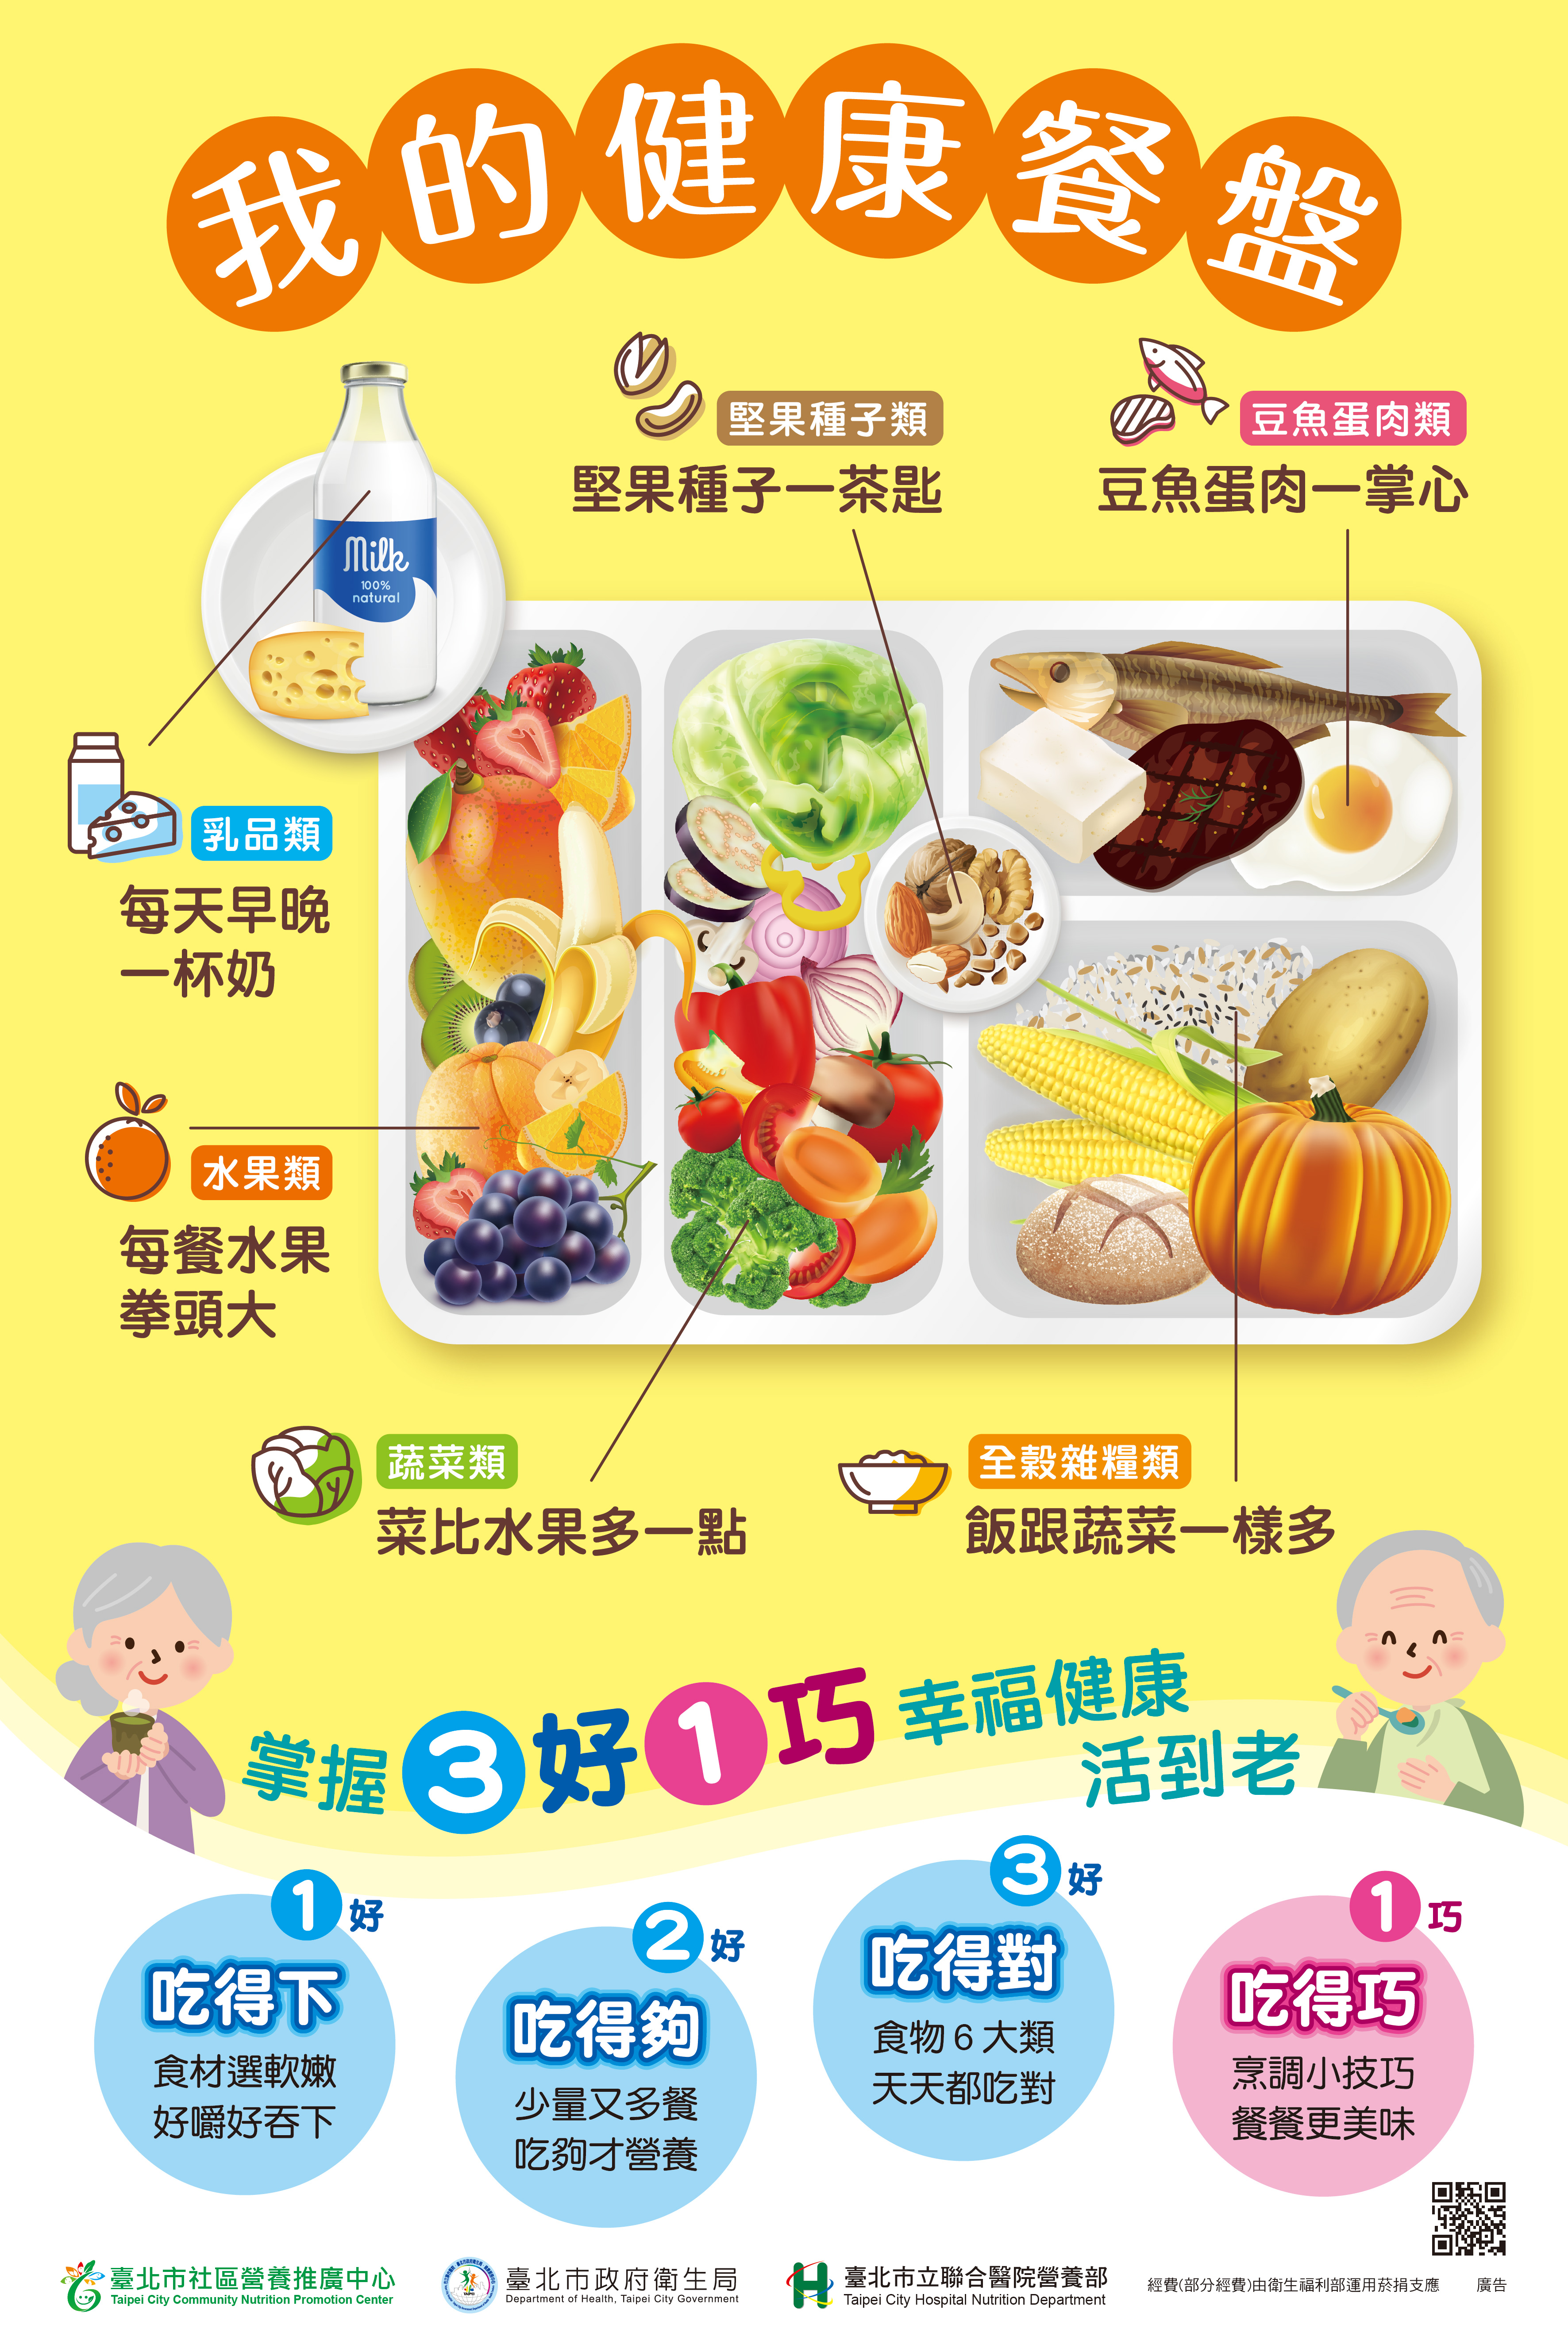 我的健康餐盤
堅果種子類
堅果種子一茶匙
豆魚蛋肉類
豆魚蛋肉一掌心
Milk
100%
natural
乳品類
每天早晚
一杯奶
水果類
每餐水果
拳頭大
蔬菜類
菜比水果多一點
全穀雜糧類
飯跟蔬菜一樣多
掌握3好1巧 幸福健康
活到老
1好
吃得下
食材選軟嫩
好嚼好吞下
2好
吃得夠
少量又多餐
吃夠才營養
3好
吃得對
食物6大類
天天都吃對
1巧
吃得巧
烹調小技巧
餐餐更美味
臺北市社區營養推廣中心
Taipei City Community Nutrition Promotion Center
臺北市政府衛生局
Department of Health, Taipei City Government
臺北市立聯合醫院營養部
Taipei City Hospital Nutrition Department
經費(部分經費)由衛生福利部運用菸捐支應 廣告